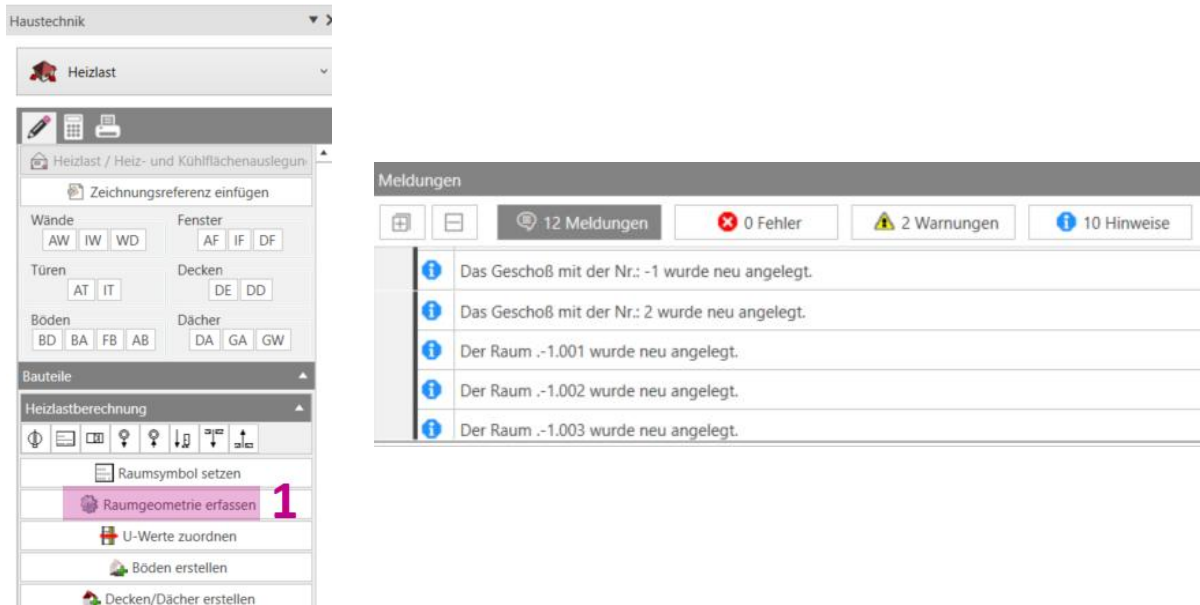 Haustechnik
Heizlast
Heizlast / Heiz- und Kühlflächenauslegun
Zeichnungsreferenz einfügen
Wände Fenster
AW IW WD AF IF DF
Türen Decken
AT IT DE DD
Böden Dächer
BD BA FB AB DA GA GW
Bauteile
Heizlastberechnung
Raumsymbol setzen
Raumgeometrie erfassen 1
U-Werte zuordnen
Böden erstellen
Decken/Dächer erstellen
Meldungen
12 Meldungen 0 Fehler 2 Warnungen 10 Hinweise
Das Geschoß mit der Nr.: -1 wurde neu angelegt.
Das Geschoß mit der Nr.: 2 wurde neu angelegt.
Der Raum .-1.001 wurde neu angelegt.
Der Raum .-1.002 wurde neu angelegt.
Der Raum .-1.003 wurde neu angelegt.